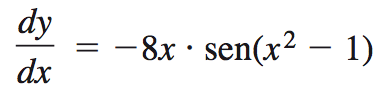 dy/dx = −8x · sen(x² − 1)